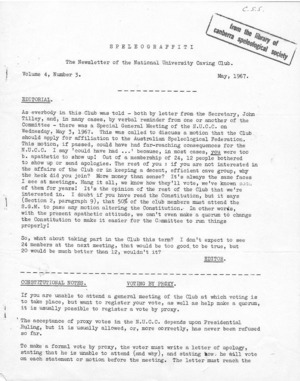 C.S.S.
from the library of
canberra speleological society
SPELEOGRAFFITI
The Newsletter of the National University Caving Club.
Volume 4, Number 3.
May, 1967.
EDITORIAL.
As everybody in this Club was told - both by letter from the Secretary, John
Tilley, and, in many cases, by verbal reminder from one or another of the
Committee - there was a Special General Meeting of the N.U.C.C. on
Wednesday, May 3, 1967. This was called to discuss a motion that the Club
should apply for affiliation to the Australian Speleological Federation.
This motion, if passed, could have had far-reaching consequences for the
N.U.C.C. I say 'could have had ...' because, in most cases, you were too
b. apathetic to show up! Out of a membership of 24, 12 people bothered
to show up or send apologies. The rest of you: if you are not interested in
the affairs of the Club or in keeping a decent, efficient cave group, why
the heck did you join? More money than sense? It's always the same faces
I see at meetings. Hang it all, we know how they'll vote, we've known
of them for years! It's the opinion of the rest of the Club that we're
interested in. I doubt if you have read the Constitution, but it says
(Section 2, paragraph 9), that 50% of the club members must attend the
S.G.M. to pass any motion altering the Constitution. In other words,
with the present apathetic attitude, we can't even make a quorum to change
the Constitution to make it easier for the Committee to run things
properly!
So, what about taking part in the Club this term? I don't expect to see
24 members at the next meeting, that would be too good to be true, but
20 would be much better than 12, wouldn't it?
EDITOR.
CONSTITUTIONAL NOTES.
VOTING BY PROXY.
If you are unable to attend a general meeting of the Club at which voting is
to take place, but want to register your vote, as well as help make a quorum,
it is usually possible to register a vote by proxy.
The acceptance of proxy votes in the N.U.C.C. depends upon Presidential
Ruling, but it is usually allowed, or, more correctly, has never been refused
so far.
To make a formal vote by proxy, the voter must write a letter of apology,
stating that he is unable to attend (and why), and stating how he will vote
on each statement or motion before the meeting. The letter must reach the